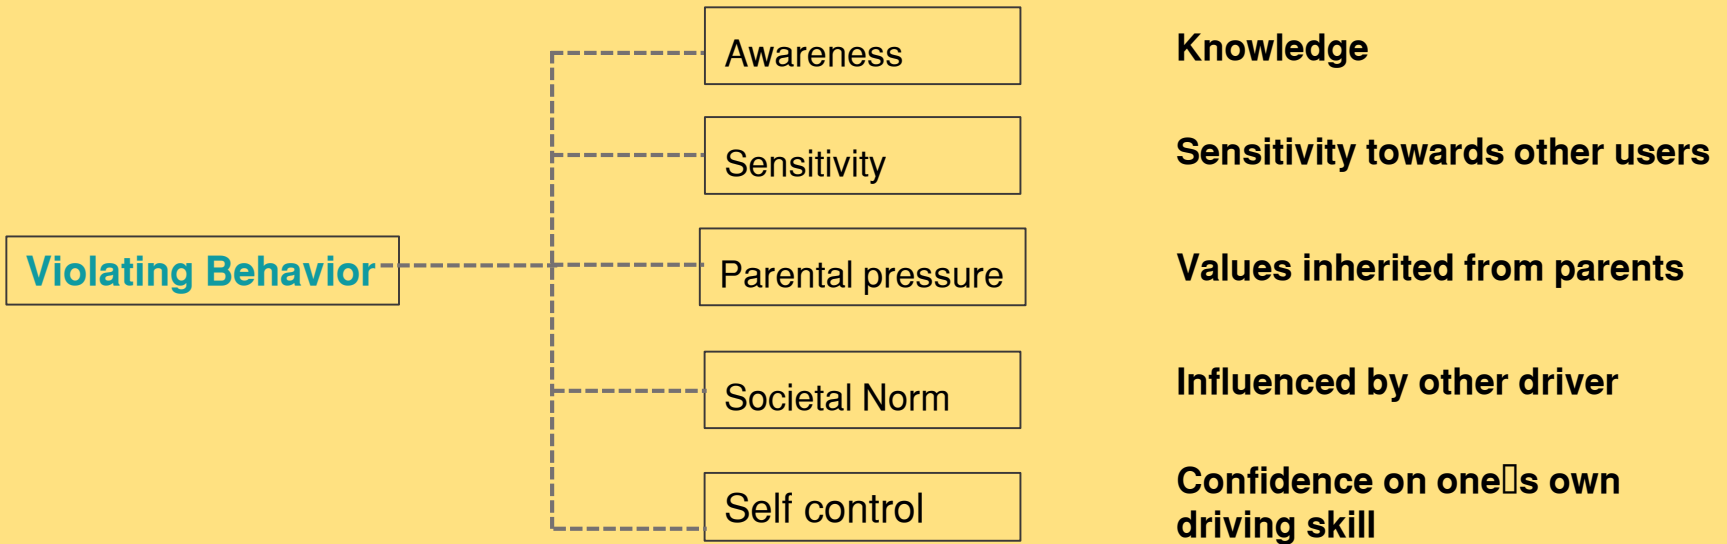 Awareness
Knowledge
Sensitivity
Sensitivity towards other users
Violating Behavior
Parental pressure
Values inherited from parents
Societal Norm
Influenced by other driver
Self control
Confidence on one▯s own
driving skill